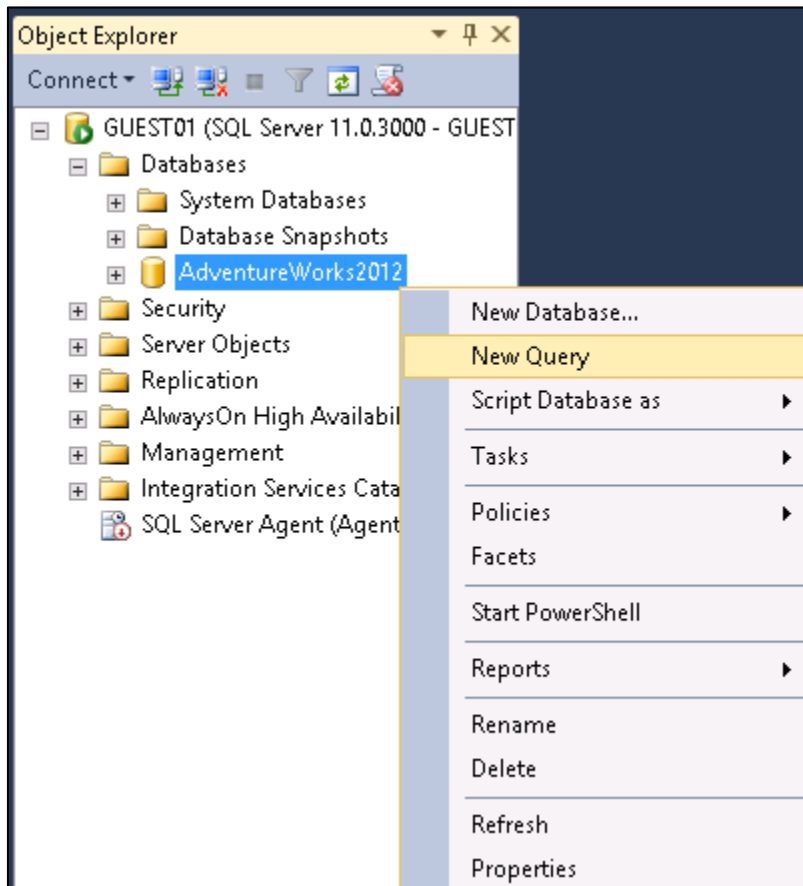 Object Explorer
Connect
GUEST01 (SQL Server 11.0.3000 - GUEST
Databases
System Databases
Database Snapshots
AdventureWorks2012
Security
Server Objects
Replication
AlwaysOn High Availabil
Management
Integration Services Cata
SQL Server Agent (Agent
New Database...
New Query
Script Database as
Tasks
Policies
Facets
Start PowerShell
Reports
Rename
Delete
Refresh
Properties